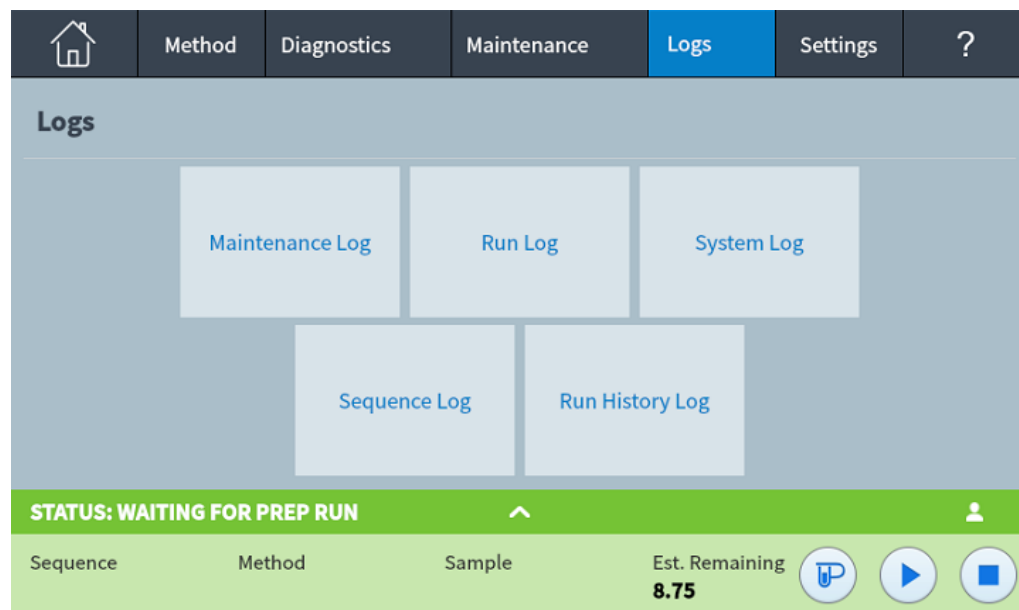 Method Diagnostics Maintenance Logs Settings ?
Logs
Maintenance Log Run Log System Log
Sequence Log Run History Log
STATUS: WAITING FOR PREP RUN
Sequence Method Sample Est. Remaining
8.75